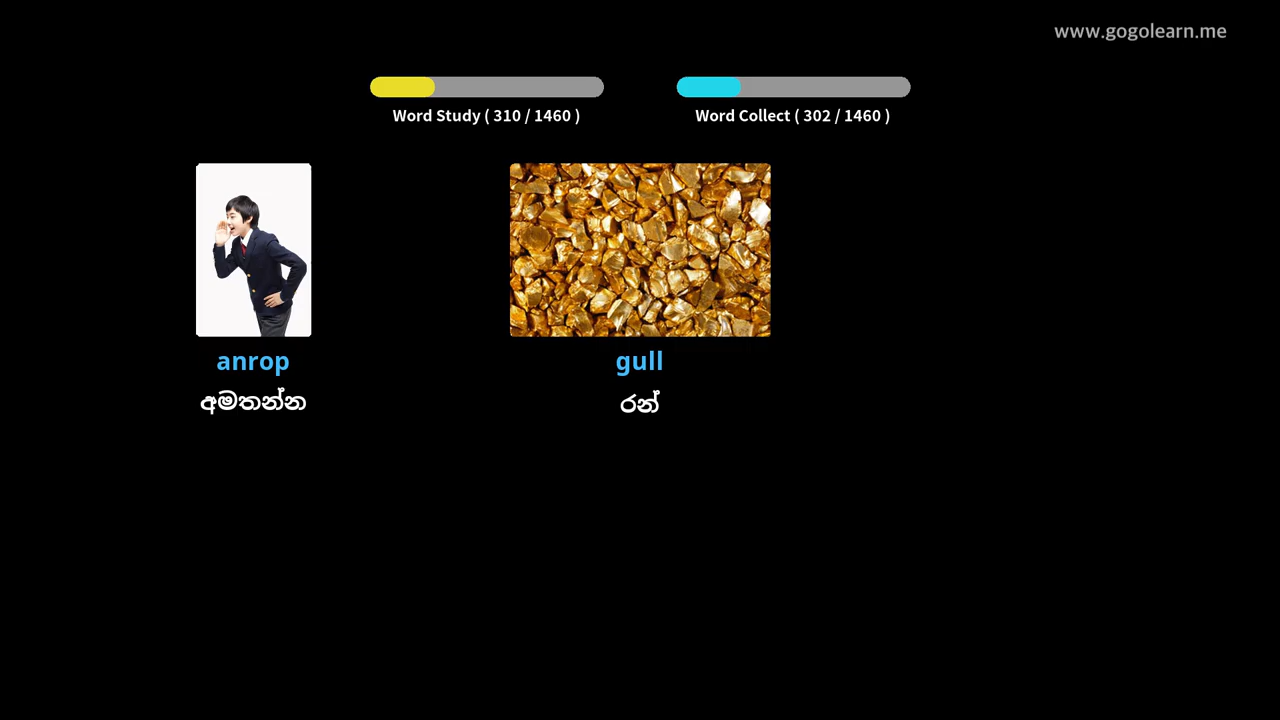 www.gogolearn.me
Word Study ( 310 / 1460 )
Word Collect ( 302 / 1460 )
anrop
gull
අමතන්න
රන්